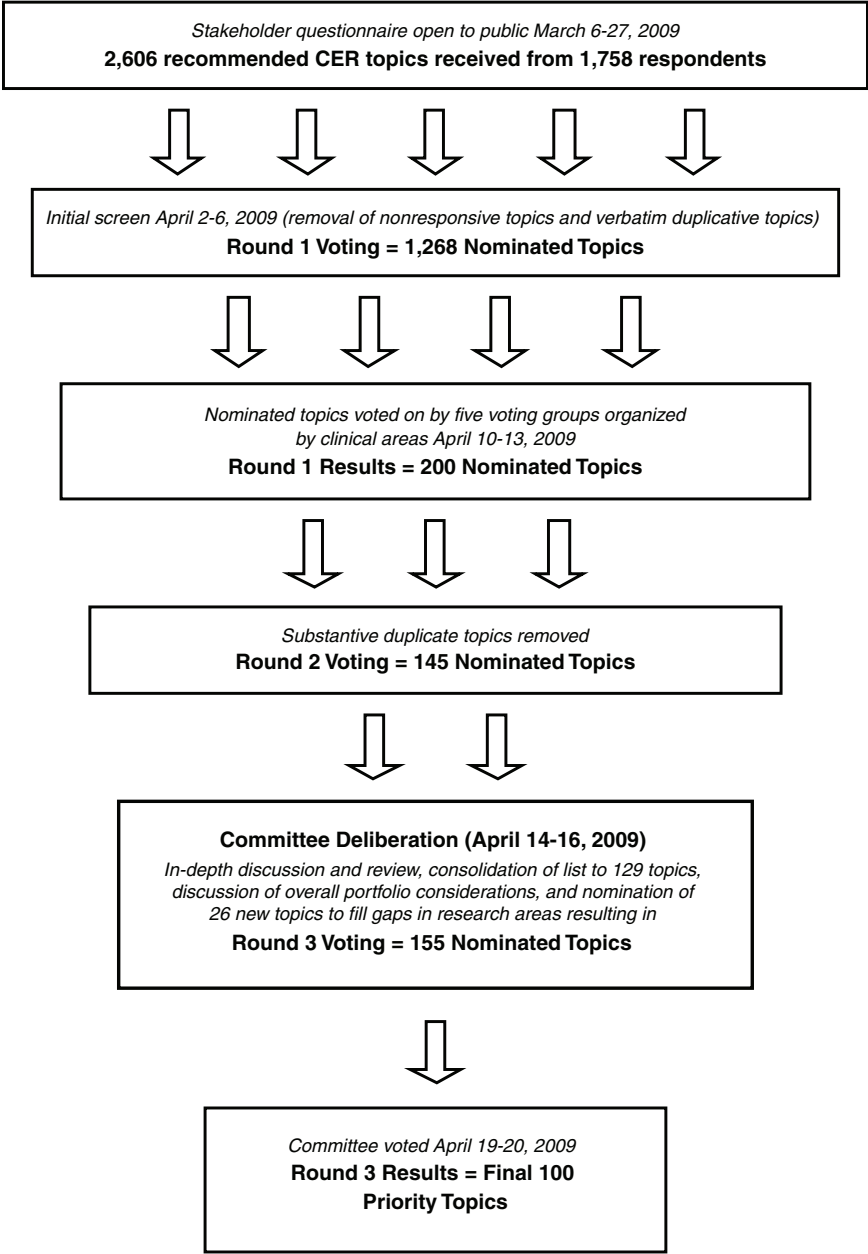 Stakeholder questionnaire open to public March 6-27, 2009
2,606 recommended CER topics received from 1,758 respondents
Initial screen April 2-6, 2009 (removal of nonresponsive topics and verbatim duplicative topics)
Round 1 Voting = 1,268 Nominated Topics
Nominated topics voted on by five voting groups organized
by clinical areas April 10-13, 2009
Round 1 Results = 200 Nominated Topics
Substantive duplicate topics removed
Round 2 Voting = 145 Nominated Topics
Committee Deliberation (April 14-16, 2009)
In-depth discussion and review, consolidation of list to 129 topics,
discussion of overall portfolio considerations, and nomination of
26 new topics to fill gaps in research areas resulting in
Round 3 Voting = 155 Nominated Topics
Committee voted April 19-20, 2009
Round 3 Results = Final 100
Priority Topics